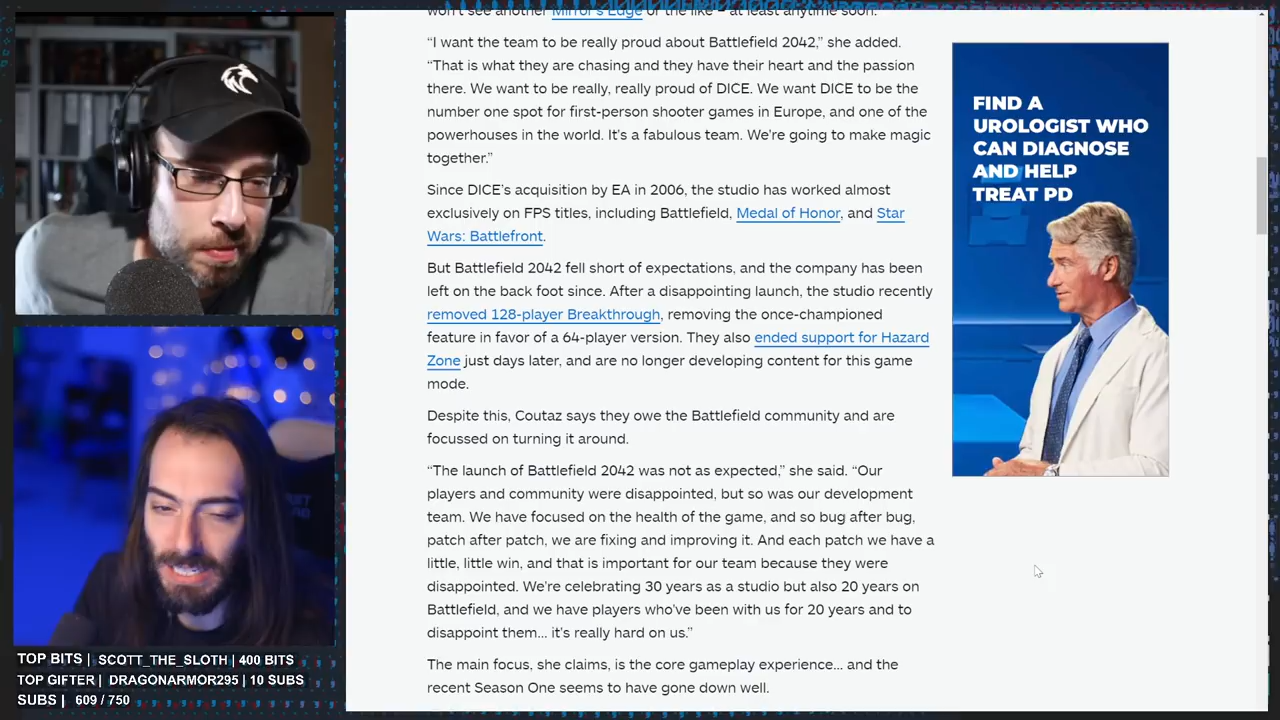 won't see another Mirror's Edge or the like – at least anytime soon.
“I want the team to be really proud about Battlefield 2042,” she added.
“That is what they are chasing and they have their heart and the passion
there. We want to be really, really proud of DICE. We want DICE to be the
number one spot for first-person shooter games in Europe, and one of the
powerhouses in the world. It's a fabulous team. We're going to make magic
together.”
Since DICE's acquisition by EA in 2006, the studio has worked almost
exclusively on FPS titles, including Battlefield, Medal of Honor, and Star
Wars: Battlefront.
But Battlefield 2042 fell short of expectations, and the company has been
left on the back foot since. After a disappointing launch, the studio recently
removed 128-player Breakthrough, removing the once-championed
feature in favor of a 64-player version. They also ended support for Hazard
Zone just days later, and are no longer developing content for this game
mode.
Despite this, Coutaz says they owe the Battlefield community and are
focussed on turning it around.
“The launch of Battlefield 2042 was not as expected,” she said. “Our
players and community were disappointed, but so was our development
team. We have focused on the health of the game, and so bug after bug,
patch after patch, we are fixing and improving it. And each patch we have a
little, little win, and that is important for our team because they were
disappointed. We're celebrating 30 years as a studio but also 20 years on
Battlefield, and we have players who've been with us for 20 years and to
disappoint them... it's really hard on us.”
The main focus, she claims, is the core gameplay experience... and the
recent Season One seems to have gone down well.
FIND A
UROLOGIST WHO
CAN DIAGNOSE
AND HELP
TREAT PD
TOP BITS | SCOTT_THE_SLOTH | 400 BITS
TOP GIFTER | DRAGONARMOR295 | 10 SUBS
SUBS | 609 / 750